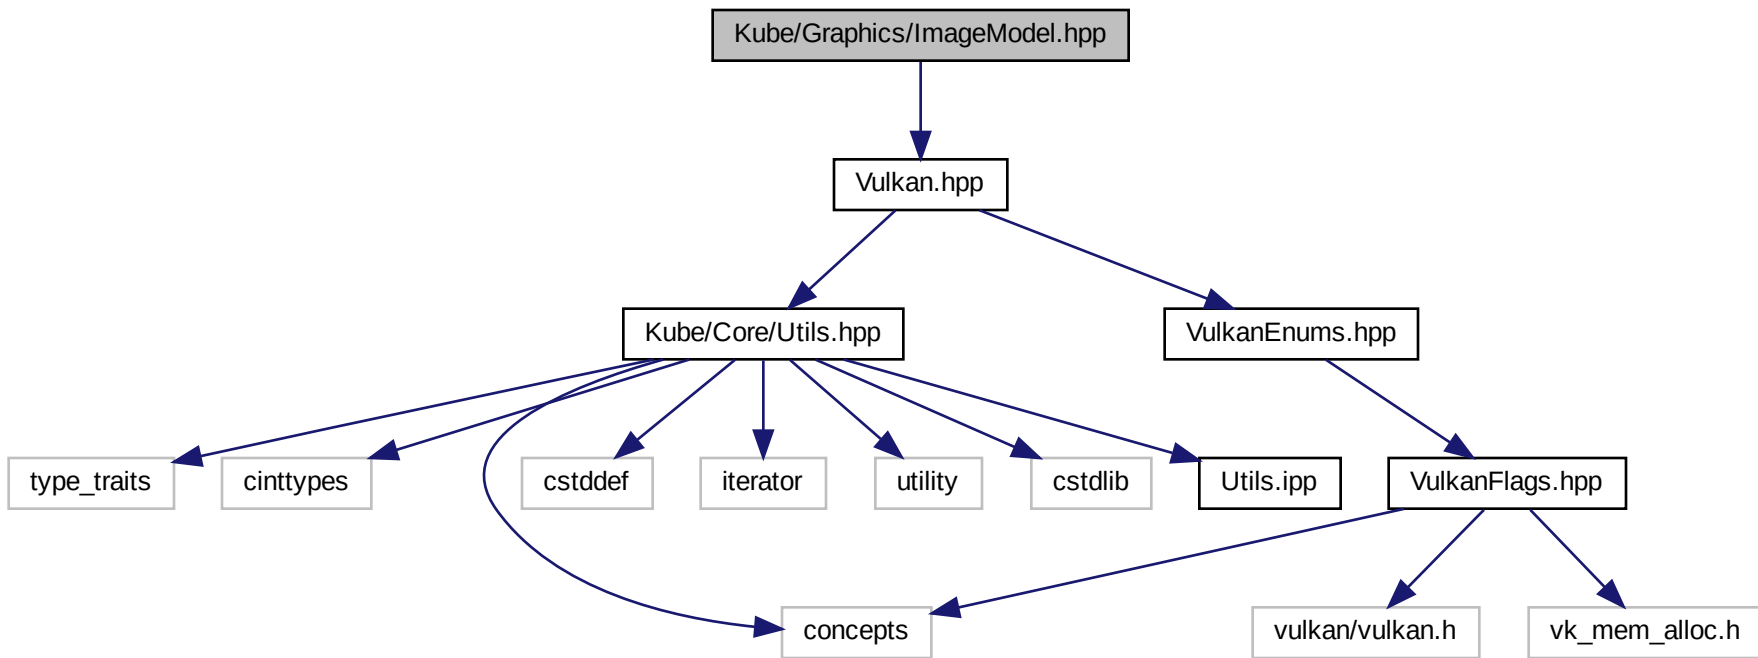 Kube/Graphics/ImageModel.hpp
Vulkan.hpp
Kube/Core/Utils.hpp
VulkanEnums.hpp
type_traits
cinttypes
cstddef
iterator
utility
cstdlib
Utils.ipp
VulkanFlags.hpp
concepts
vulkan/vulkan.h
vk_mem_alloc.h